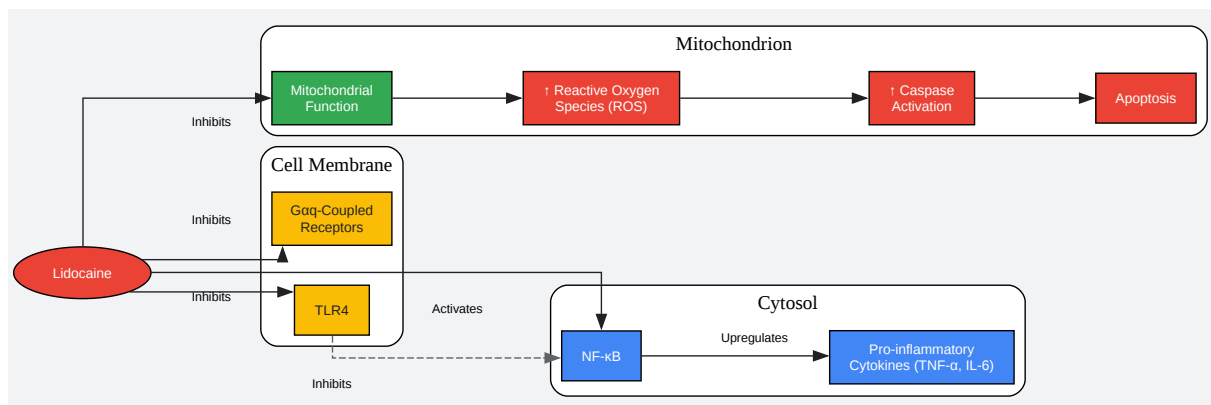 Mitochondrion
Mitochondrial
Function
↑ Reactive Oxygen
Species (ROS)
↑ Caspase
Activation
Apoptosis
Inhibits
Cell Membrane
Gαq-Coupled
Receptors
Inhibits
Lidocaine
Inhibits
TLR4
Activates
Cytosol
NF-κB
Upregulates
Pro-inflammatory
Cytokines (TNF-α, IL-6)
Inhibits